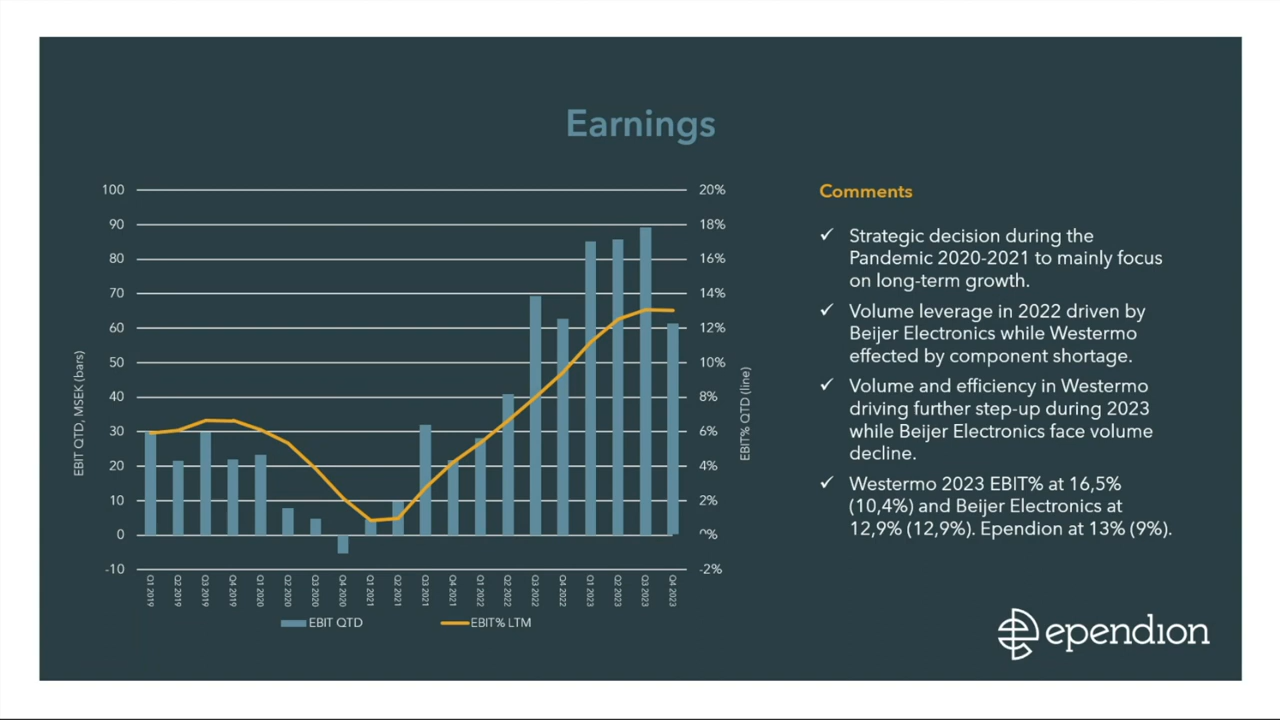 Earnings
100
90
80
70
60
50
40
30
20
10
0
-10
EBIT QTD, MSEK (bars)
20%
18%
16%
14%
12%
10%
8%
6%
4%
2%
0%
-2%
EBIT% QTD (line)
Q1 2019
Q2 2019
Q3 2019
Q4 2019
Q1 2020
Q2 2020
Q3 2020
Q4 2020
Q1 2021
Q2 2021
Q3 2021
Q4 2021
Q1 2022
Q2 2022
Q3 2022
Q4 2022
Q1 2023
Q2 2023
Q3 2023
Q4 2023
EBIT QTD
EBIT% LTM
Comments
✓ Strategic decision during the
Pandemic 2020-2021 to mainly focus
on long-term growth.
✓ Volume leverage in 2022 driven by
Beijer Electronics while Westermo
effected by component shortage.
✓ Volume and efficiency in Westermo
driving further step-up during 2023
while Beijer Electronics face volume
decline.
✓ Westermo 2023 EBIT% at 16,5%
(10,4%) and Beijer Electronics at
12,9% (12,9%). Ependion at 13% (9%).
ependion